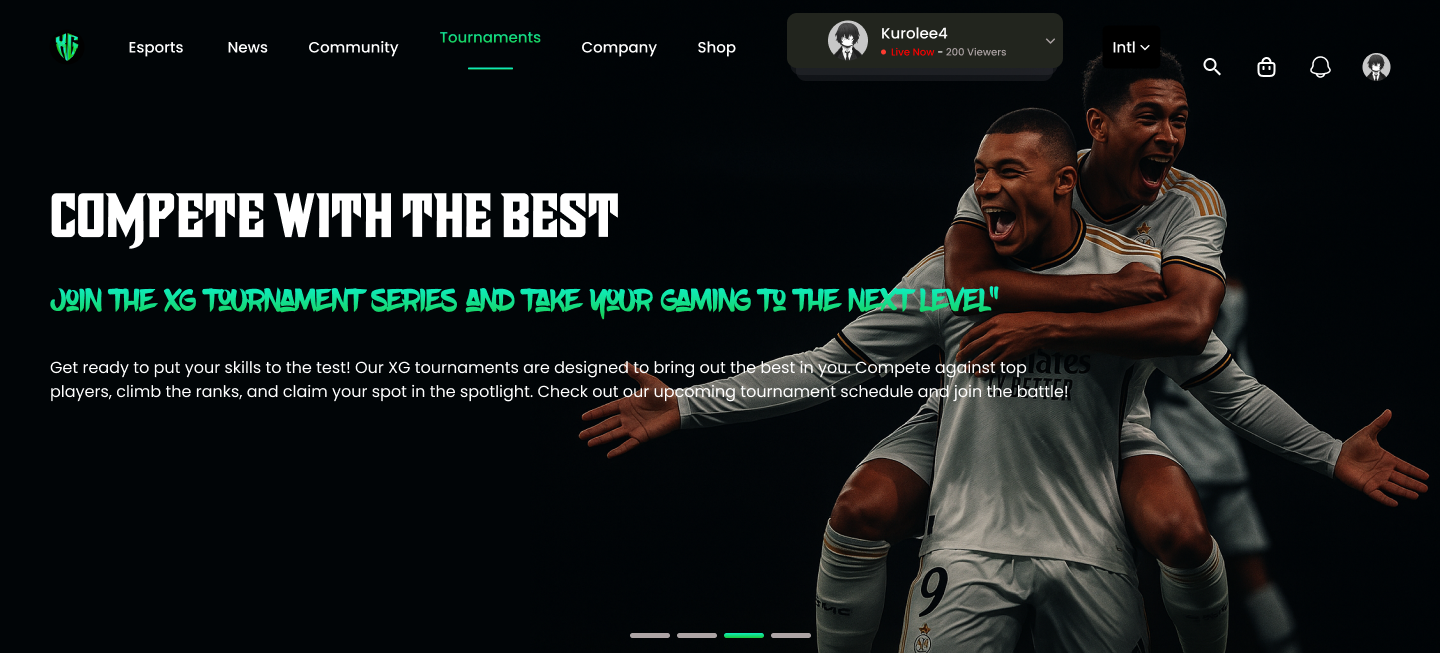 XG
Esports
News
Community
Tournaments
Company
Shop
Kurolee4
Live Now - 200 Viewers
Intl
COMPETE WITH THE BEST
JOIN THE XG TOURNAMENT SERIES AND TAKE YOUR GAMING TO THE NEXT LEVEL"
Get ready to put your skills to the test! Our XG tournaments are designed to bring out the best in you. Compete against top
players, climb the ranks, and claim your spot in the spotlight. Check out our upcoming tournament schedule and join the battle!
9